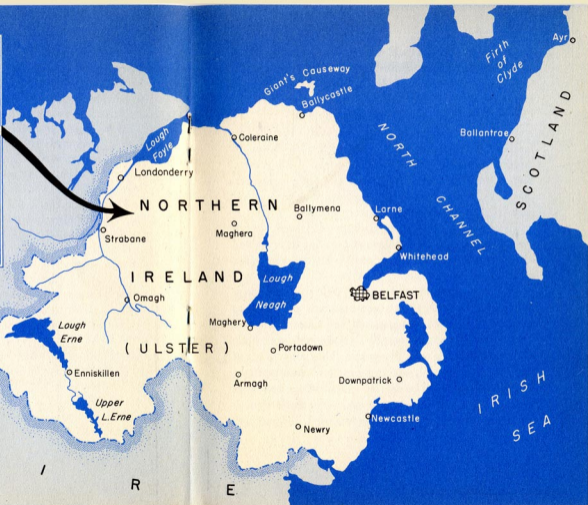 Ayr
Firth
of
Clyde
Giant's Causeway
Ballycastle
SCOTLAND
NORTH
CHANNEL
Ballantrae
Coleraine
Lough
Foyle
Londonderry
NORTHERN
Ballymena
Larne
Maghera
Strabane
Whitehead
IRELAND
Lough
Neagh
BELFAST
Omagh
Maghery
Lough
Erne
(ULSTER)
Portadown
Enniskillen
Armagh
Downpatrick
Upper
L. Erne
Newcastle
Newry
IRISH
SEA
I R E